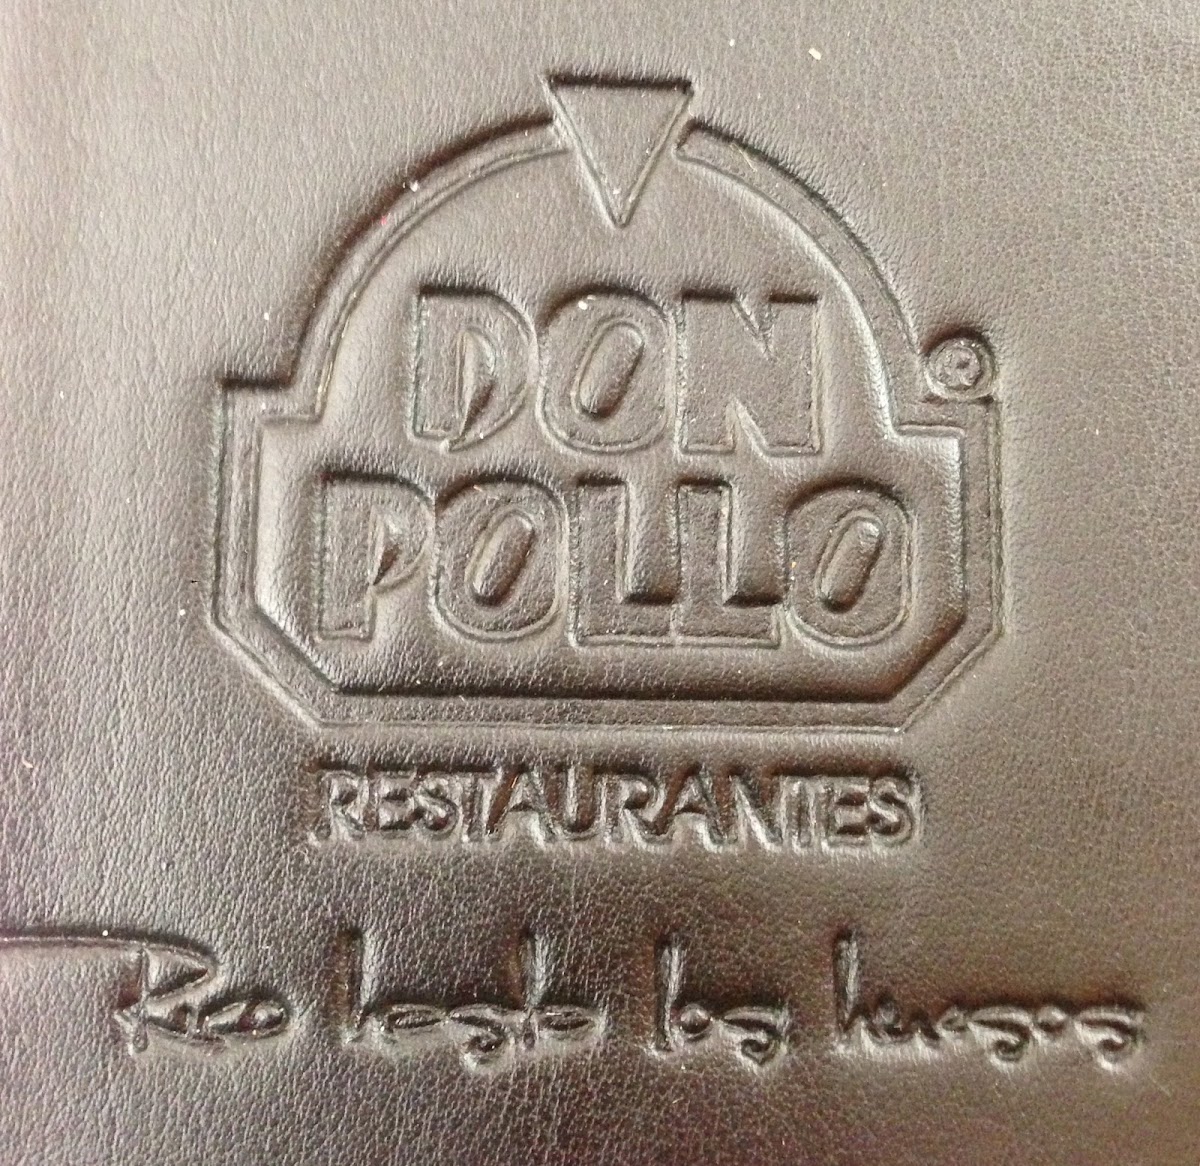 DON
POLLO
®
RESTAURANTES
Rico hasta los huesos